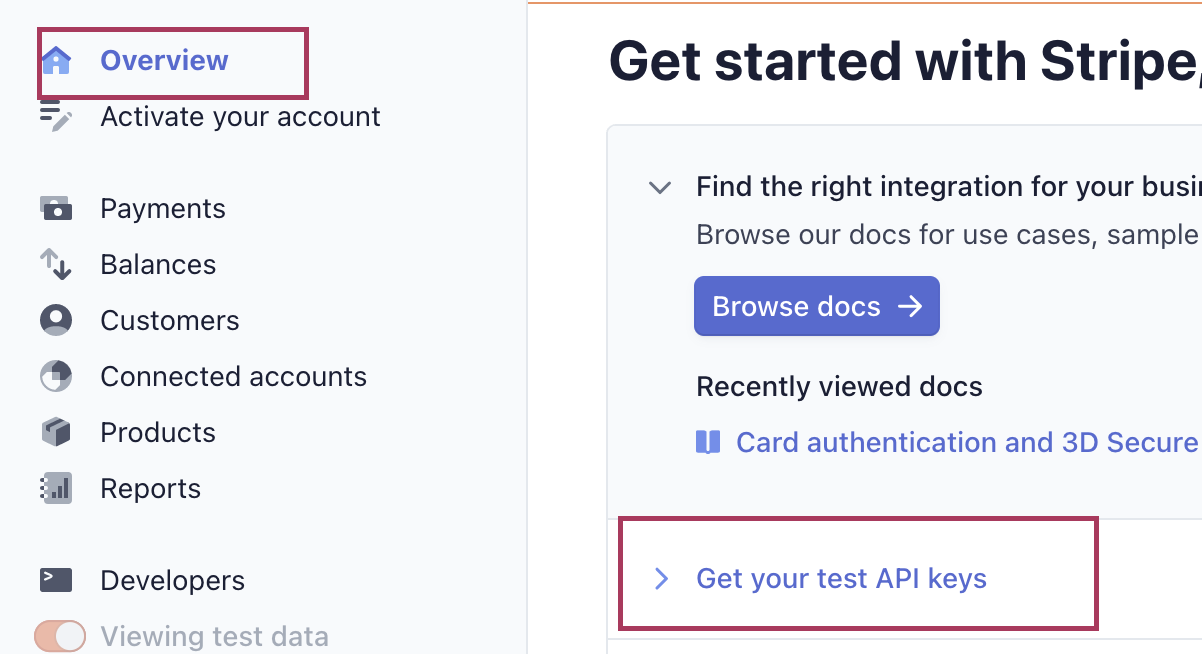 Overview
Activate your account
Payments
Balances
Customers
Connected accounts
Products
Reports
Developers
Viewing test data
Get started with Stripe,
Find the right integration for your
Browse our docs for use cases, sample
Browse docs →
Recently viewed docs
Card authentication and 3D Secure
Get your test API keys